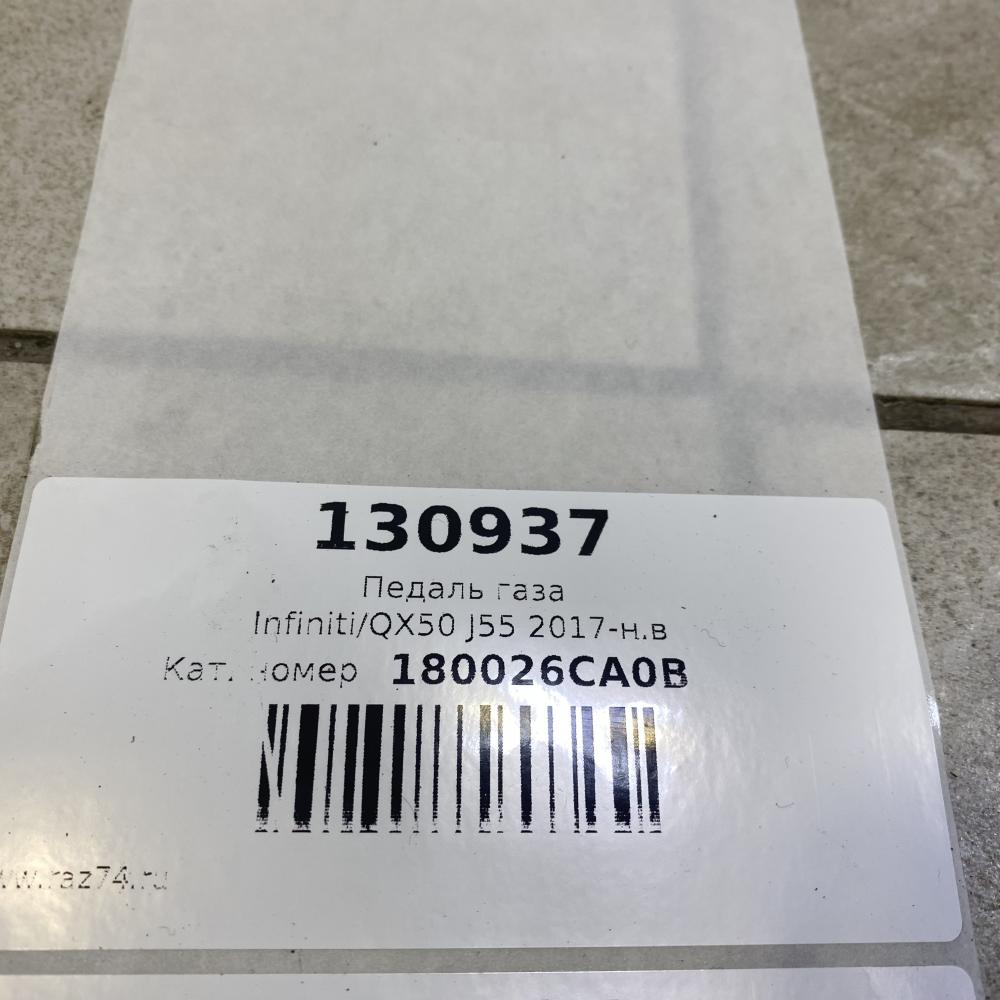 130937
Педаль газа
Infiniti/QX50 J55 2017-н.в
Кат. номер 180026CA0B
www.raz74.ru